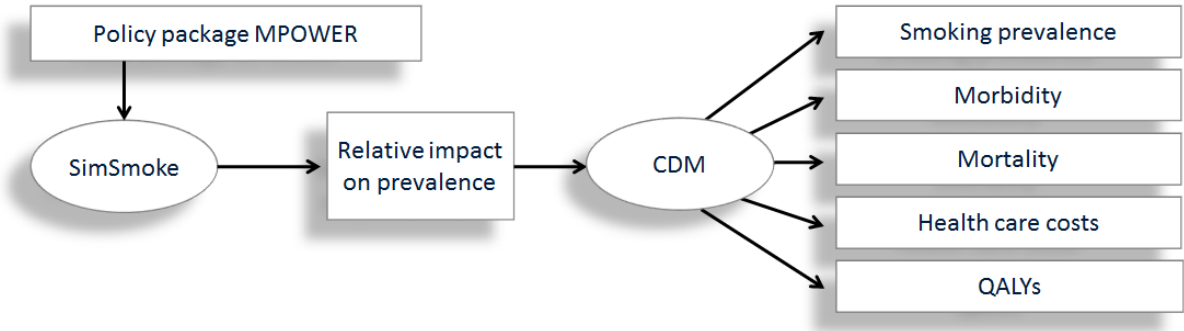 Policy package MPOWER
SimSmoke
Relative impact
on prevalence
CDM
Smoking prevalence
Morbidity
Mortality
Health care costs
QALYs